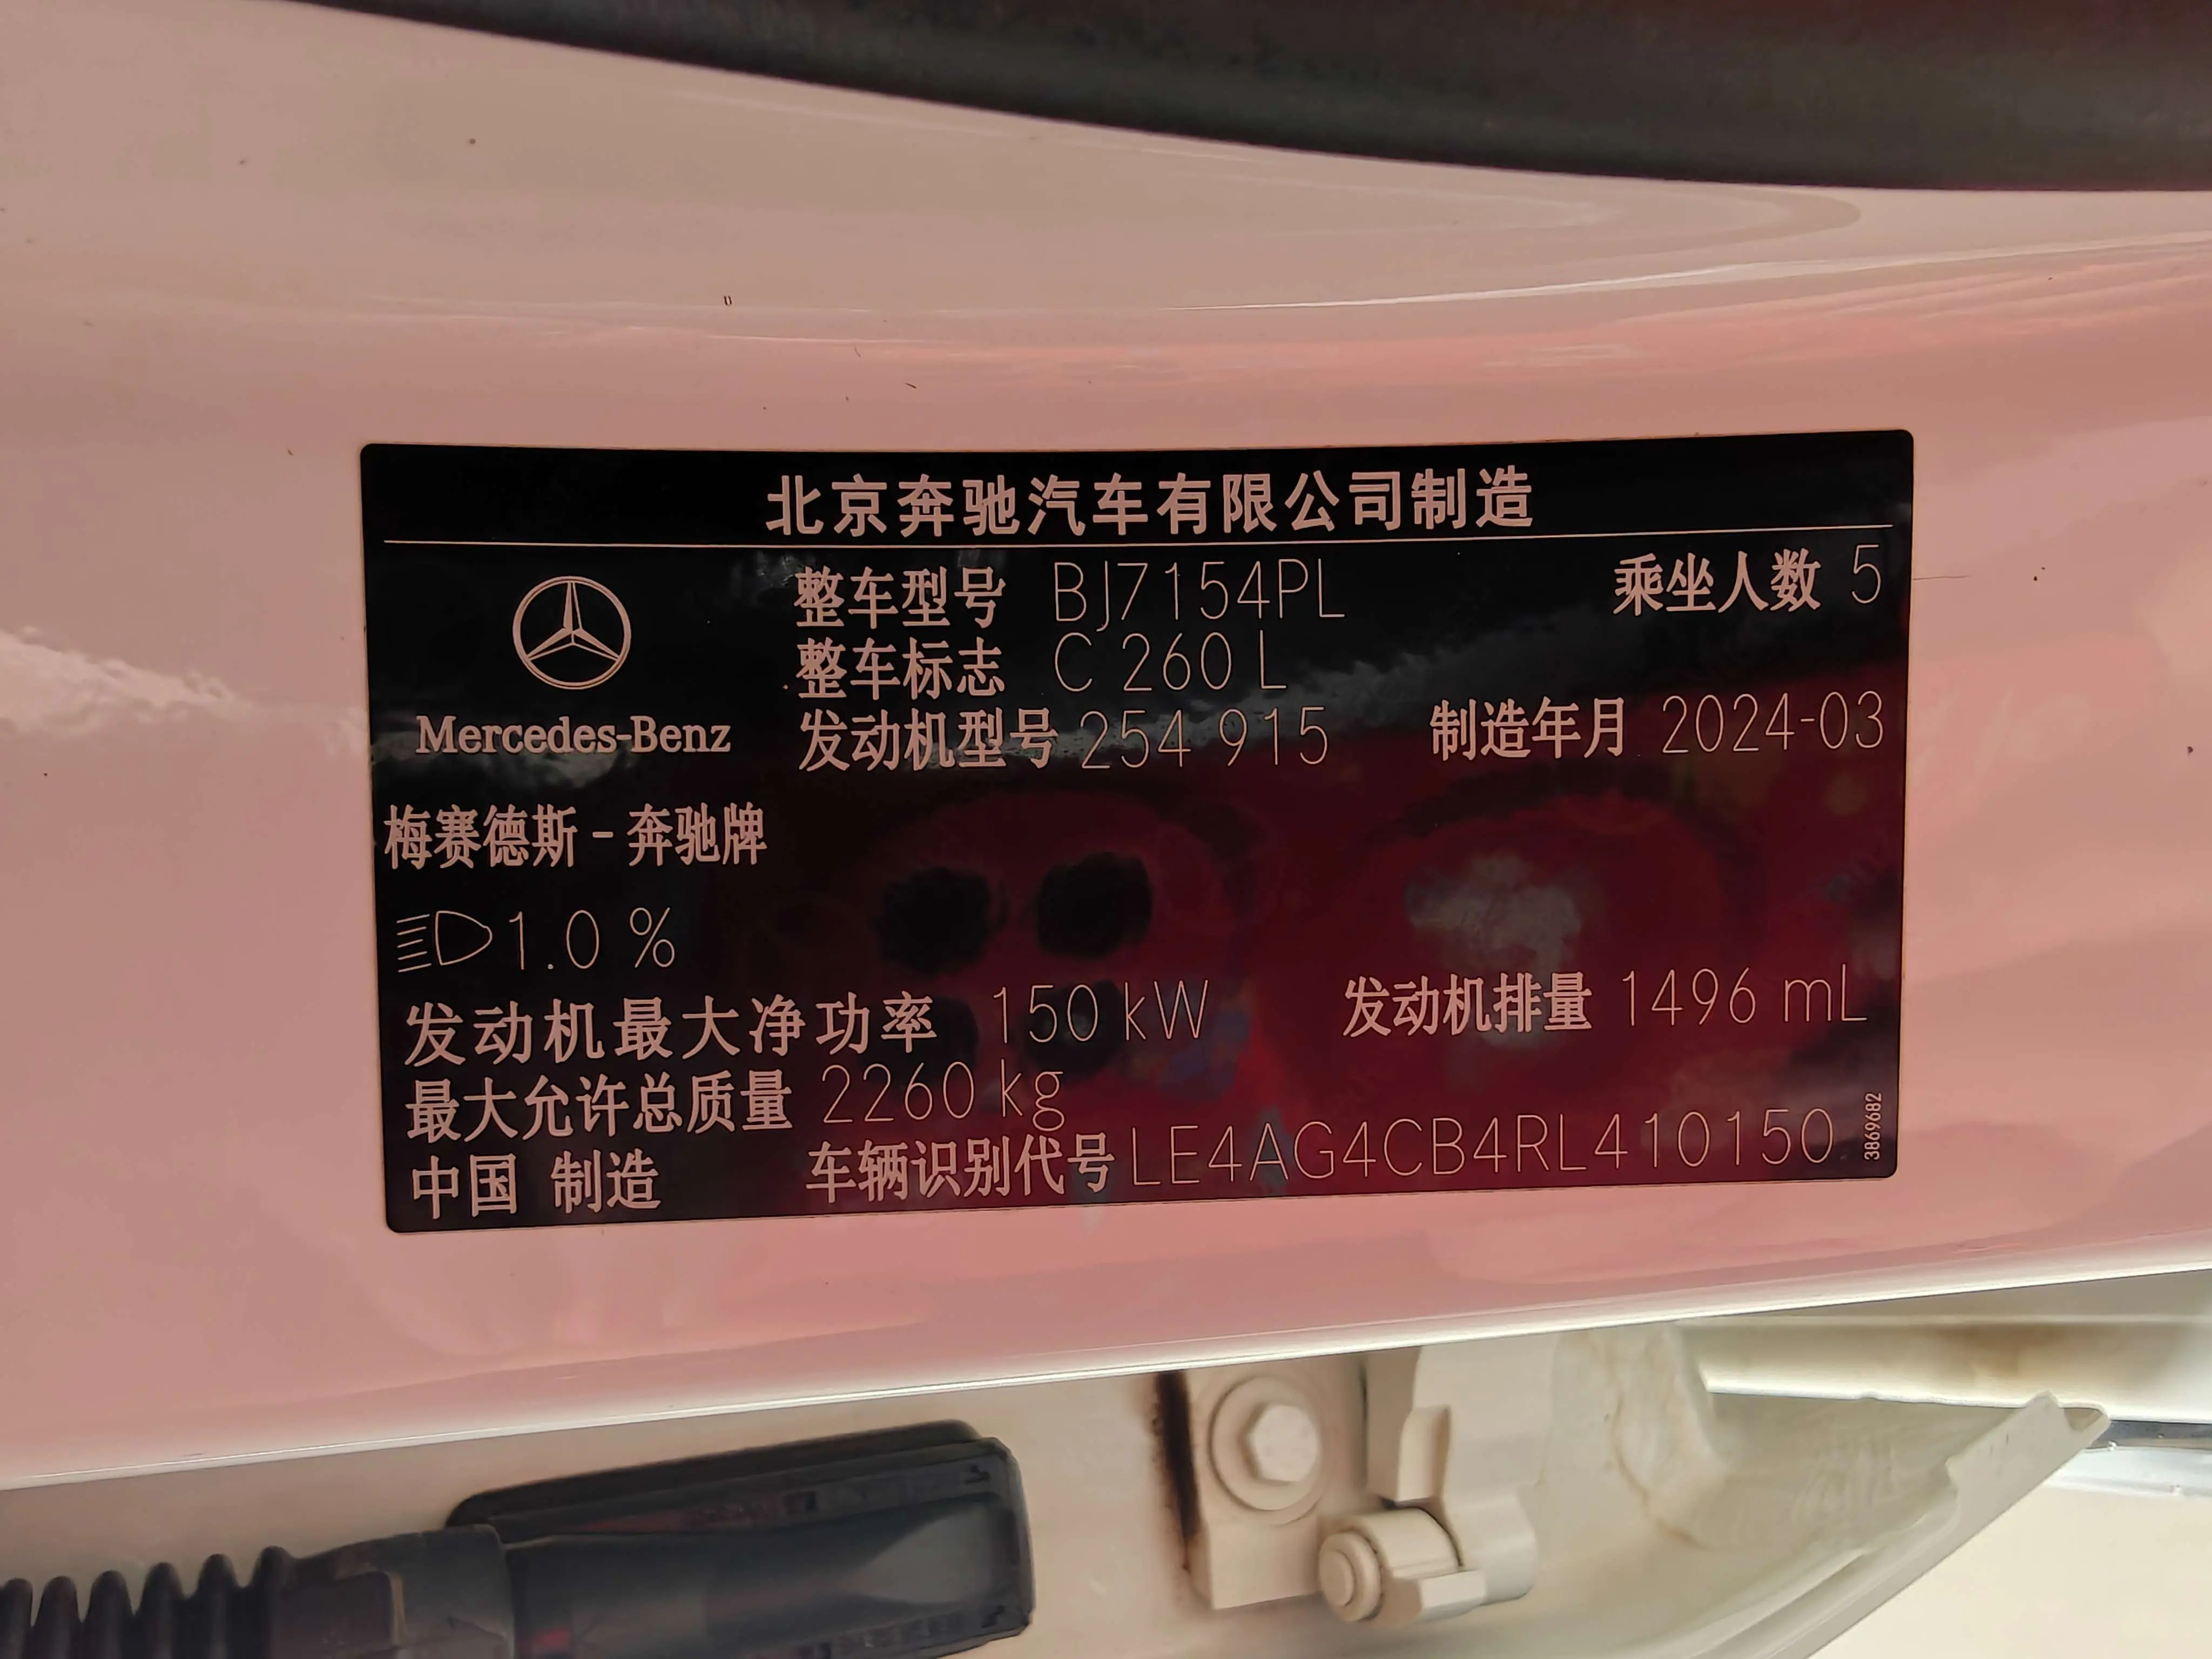 北京奔驰汽车有限公司制造
整车型号 BJ7154PL 乘坐人数 5
整车标志 C 260 L
Mercedes-Benz 发动机型号 254 915 制造年月 2024-03
梅赛德斯-奔驰牌
1.0 %
发动机最大净功率 150 kW 发动机排量 1496 mL
最大允许总质量 2260 kg
中国 制造 车辆识别代号 LE4AG4CB4RL410150
3869682